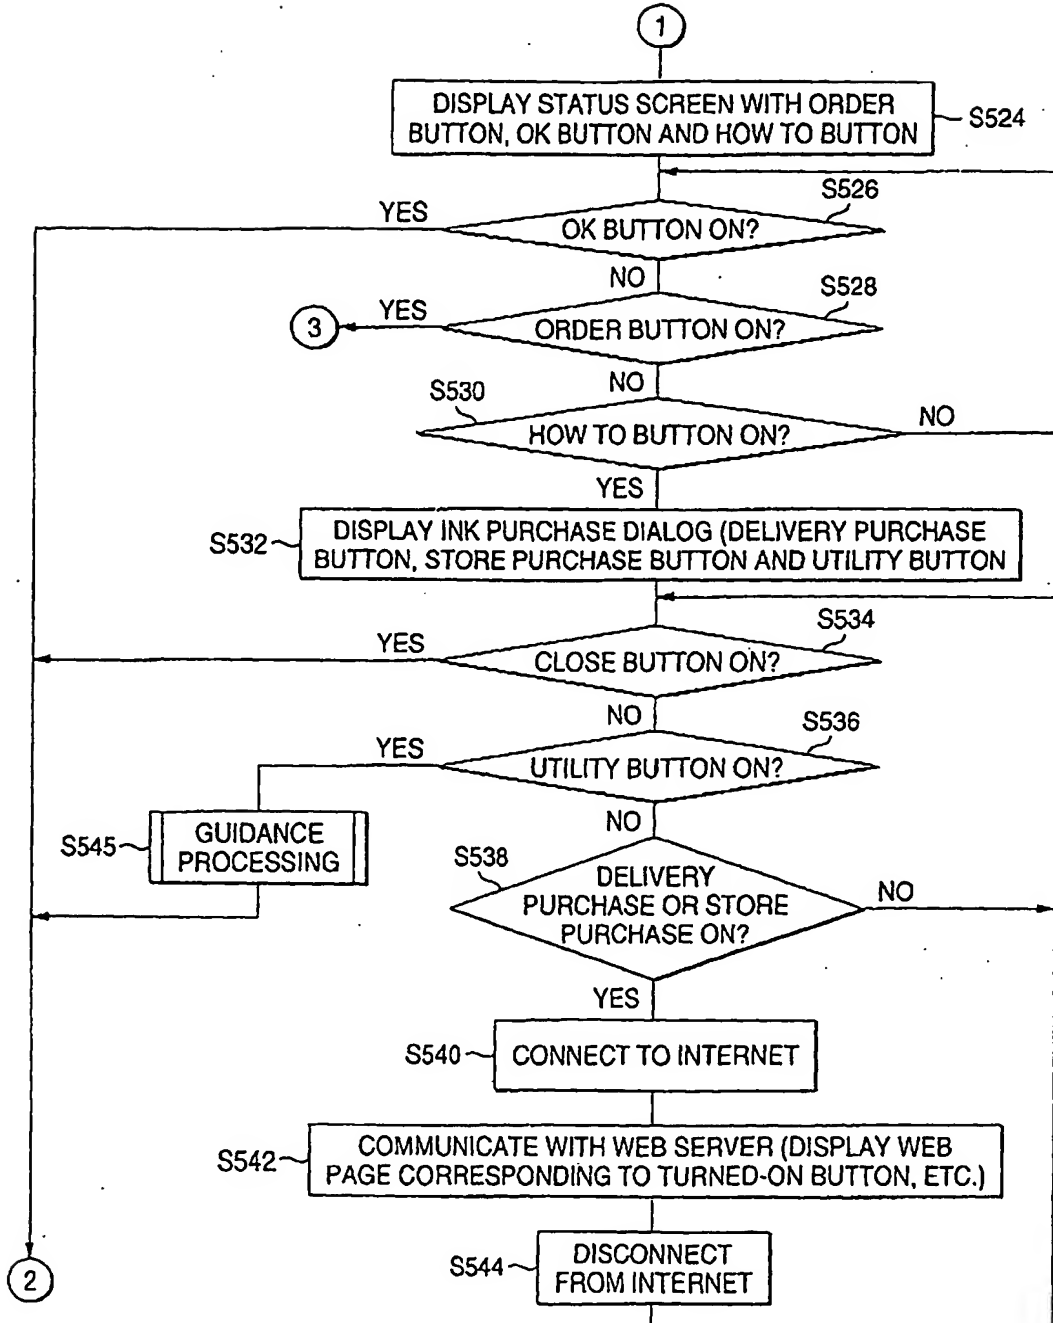 1
DISPLAY STATUS SCREEN WITH ORDER
BUTTON, OK BUTTON AND HOW TO BUTTON
S524
S526
YES
OK BUTTON ON?
NO
S528
3
YES
ORDER BUTTON ON?
NO
S530
HOW TO BUTTON ON?
NO
YES
S532
DISPLAY INK PURCHASE DIALOG (DELIVERY PURCHASE
BUTTON, STORE PURCHASE BUTTON AND UTILITY BUTTON
S534
YES
CLOSE BUTTON ON?
NO
S536
YES
UTILITY BUTTON ON?
NO
S545
GUIDANCE
PROCESSING
S538
DELIVERY
PURCHASE OR STORE
PURCHASE ON?
NO
YES
S540
CONNECT TO INTERNET
S542
COMMUNICATE WITH WEB SERVER (DISPLAY WEB
PAGE CORRESPONDING TO TURNED-ON BUTTON, ETC.)
S544
DISCONNECT
FROM INTERNET
2